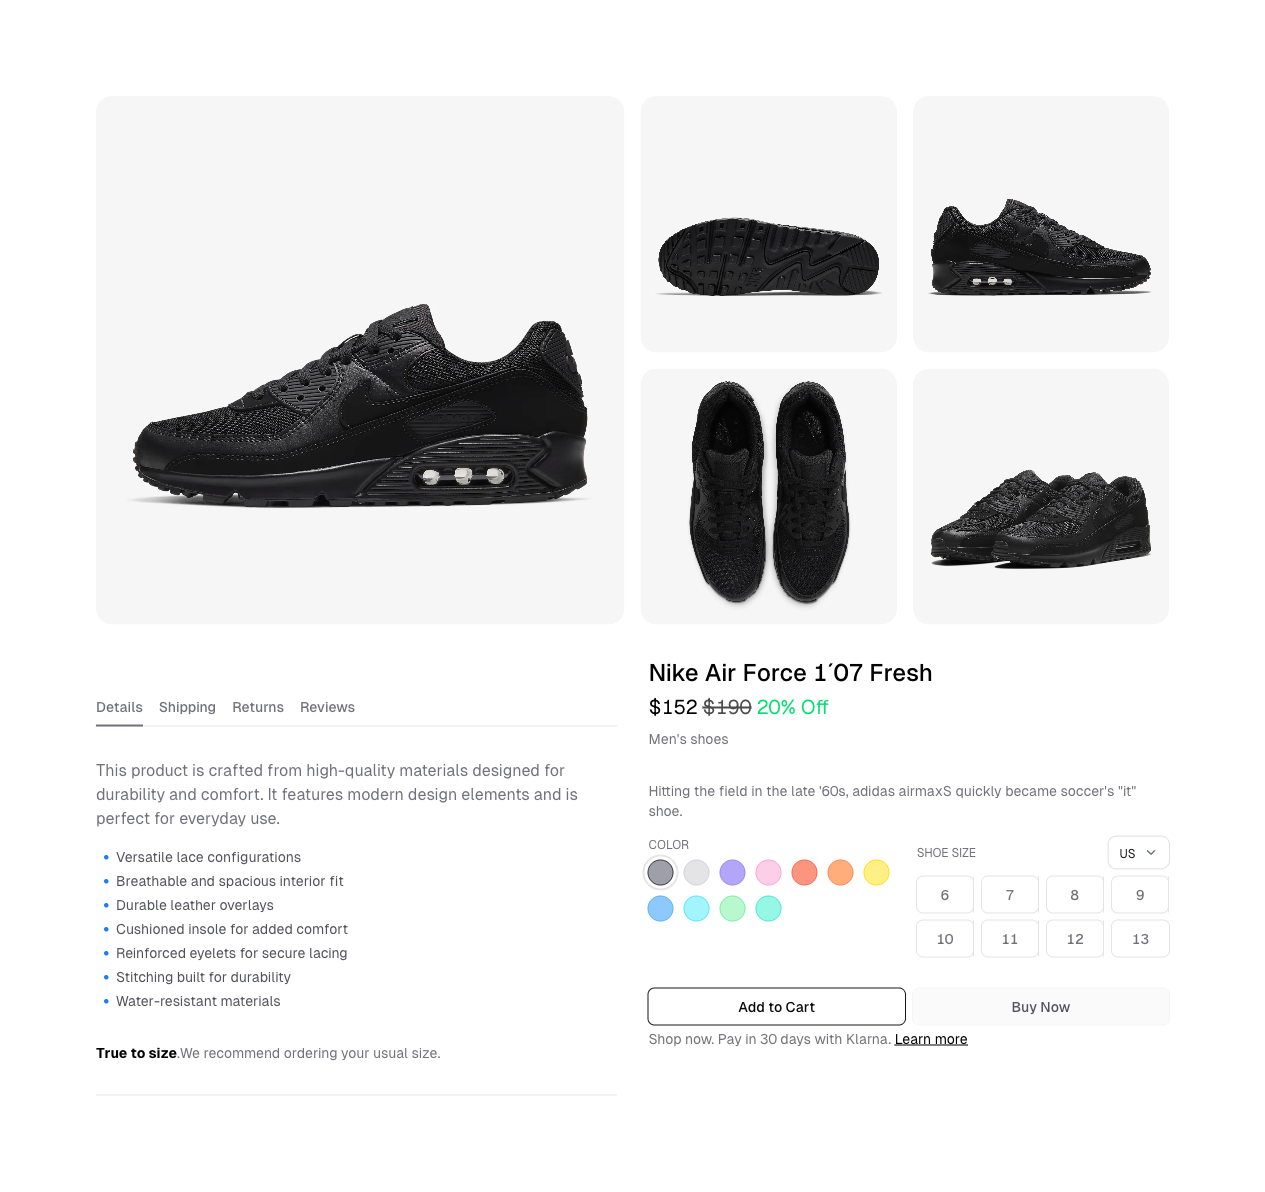 Nike Air Force 1´07 Fresh
$152 $190 20% Off
Men's shoes
Hitting the field in the late '60s, adidas airmaxS quickly became soccer's "it"
shoe.
COLOR
SHOE SIZE
US
6 7 8 9
10 11 12 13
Add to Cart
Buy Now
Shop now. Pay in 30 days with Klarna. Learn more
Details Shipping Returns Reviews
This product is crafted from high-quality materials designed for
durability and comfort. It features modern design elements and is
perfect for everyday use.
Versatile lace configurations
Breathable and spacious interior fit
Durable leather overlays
Cushioned insole for added comfort
Reinforced eyelets for secure lacing
Stitching built for durability
Water-resistant materials
True to size.We recommend ordering your usual size.